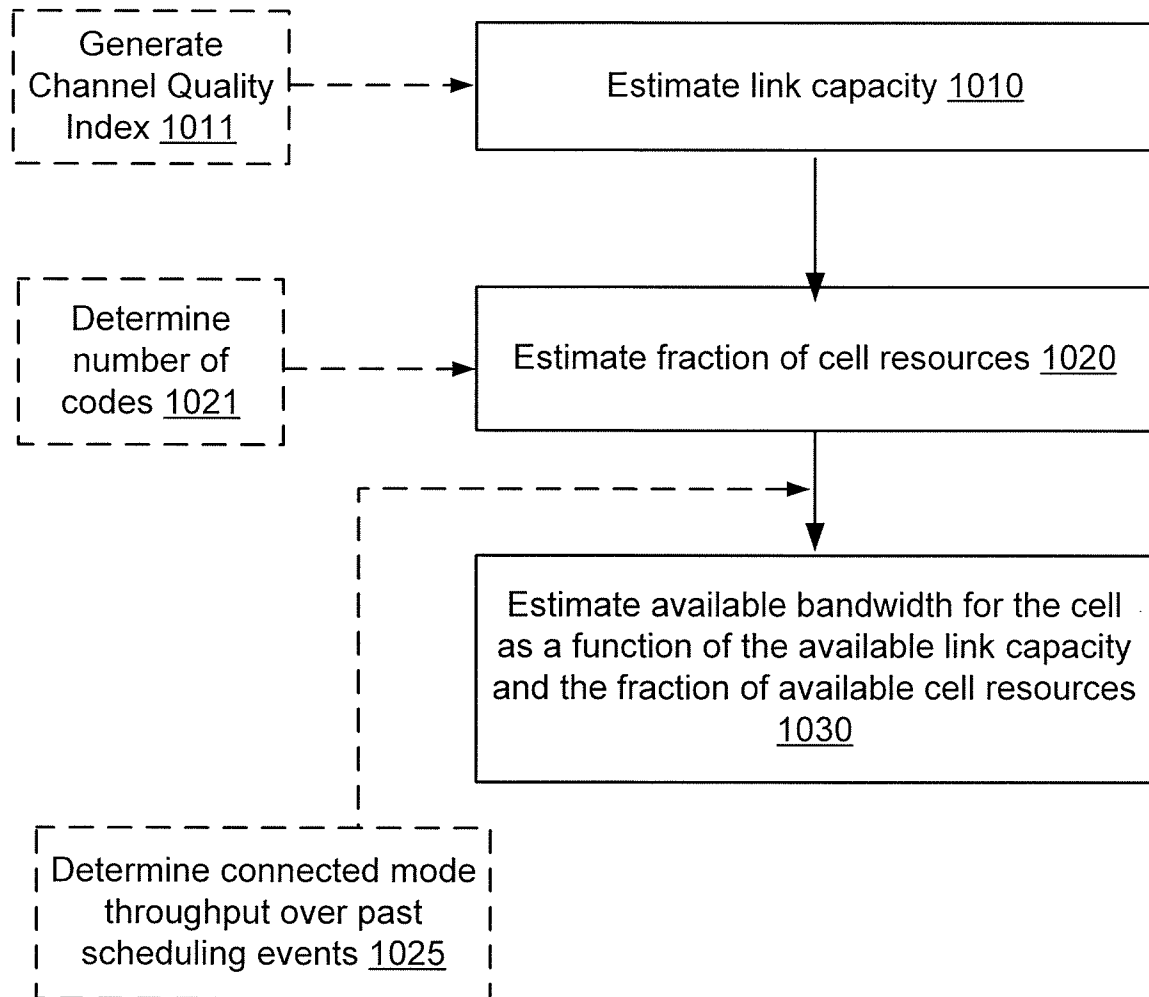 Generate
Channel Quality
Index 1011
Estimate link capacity 1010
Determine
number of
codes 1021
Estimate fraction of cell resources 1020
Estimate available bandwidth for the cell
as a function of the available link capacity
and the fraction of available cell resources
1030
Determine connected mode
throughput over past
scheduling events 1025